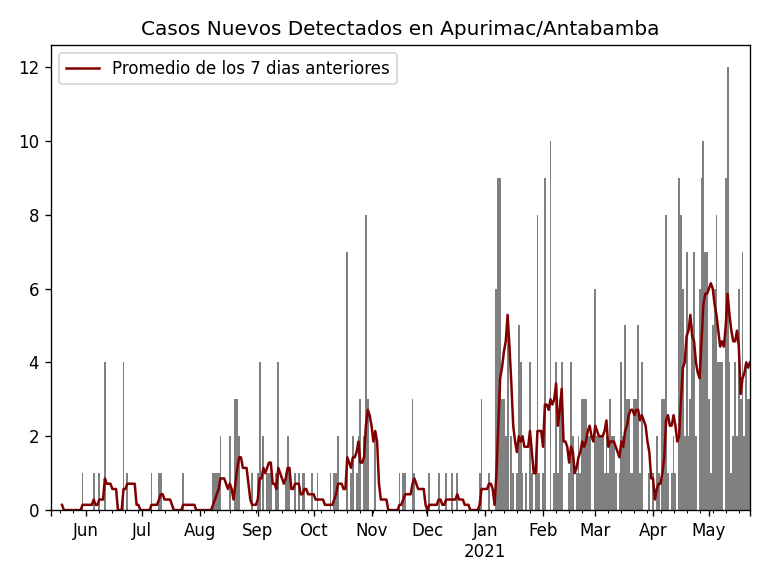 Casos Nuevos Detectados en Apurimac/Antabamba
Promedio de los 7 dias anteriores
12
10
8
6
4
2
0
Jun Jul Aug Sep Oct Nov Dec Jan Feb Mar Apr May
2021